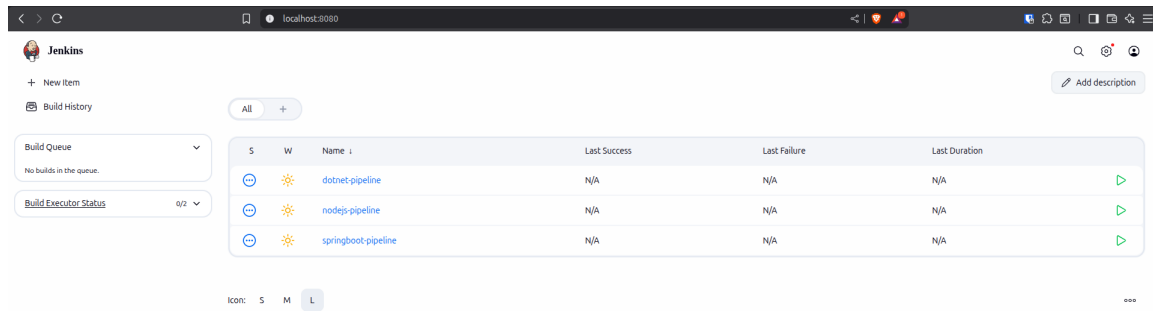 localhost:8080
Jenkins
+ New Item
Build History
Add description
All +
Build Queue
No builds in the queue.
Build Executor Status 0/2
S W Name ↓ Last Success Last Failure Last Duration
dotnet-pipeline N/A N/A N/A
nodejs-pipeline N/A N/A N/A
springboot-pipeline N/A N/A N/A
Icon: S M L